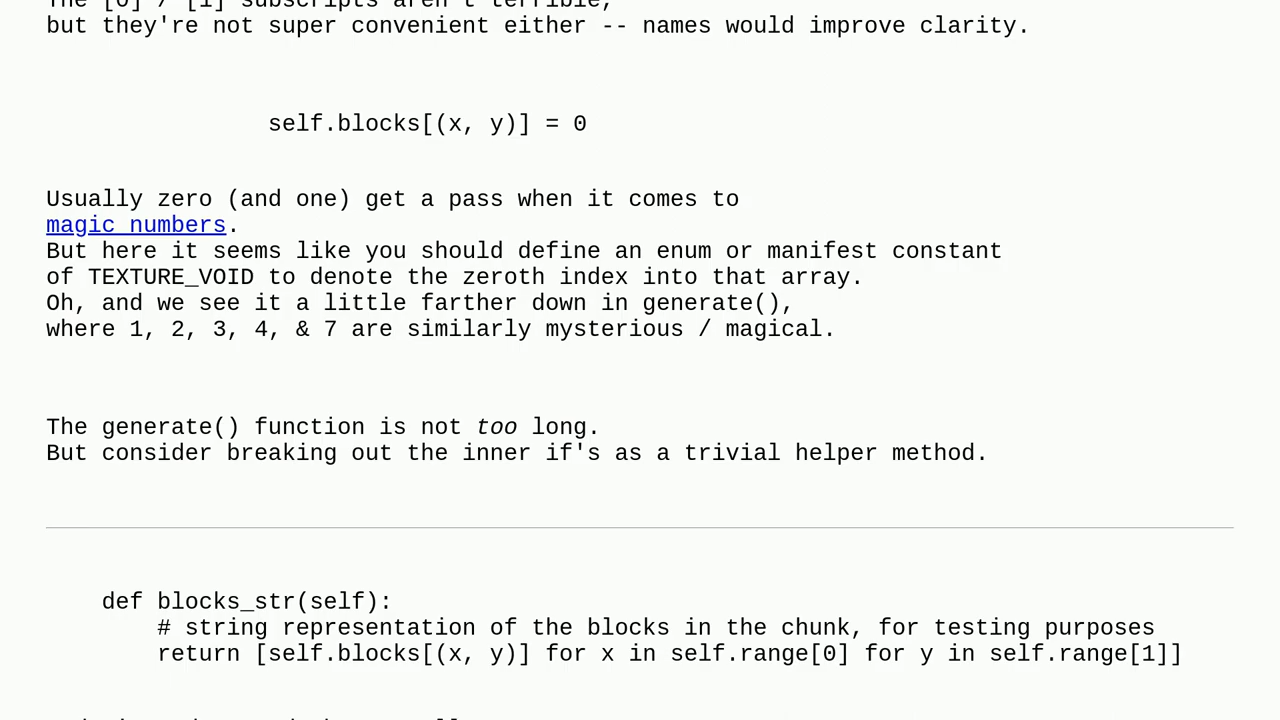 The [0] / [1] subscripts aren't terrible,
but they're not super convenient either -- names would improve clarity.
self.blocks[(x, y)] = 0
Usually zero (and one) get a pass when it comes to
magic numbers.
But here it seems like you should define an enum or manifest constant
of TEXTURE_VOID to denote the zeroth index into that array.
Oh, and we see it a little farther down in generate(),
where 1, 2, 3, 4, & 7 are similarly mysterious / magical.
The generate() function is not too long.
But consider breaking out the inner if's as a trivial helper method.
def blocks_str(self):
# string representation of the blocks in the chunk, for testing purposes
return [self.blocks[(x, y)] for x in self.range[0] for y in self.range[1]]